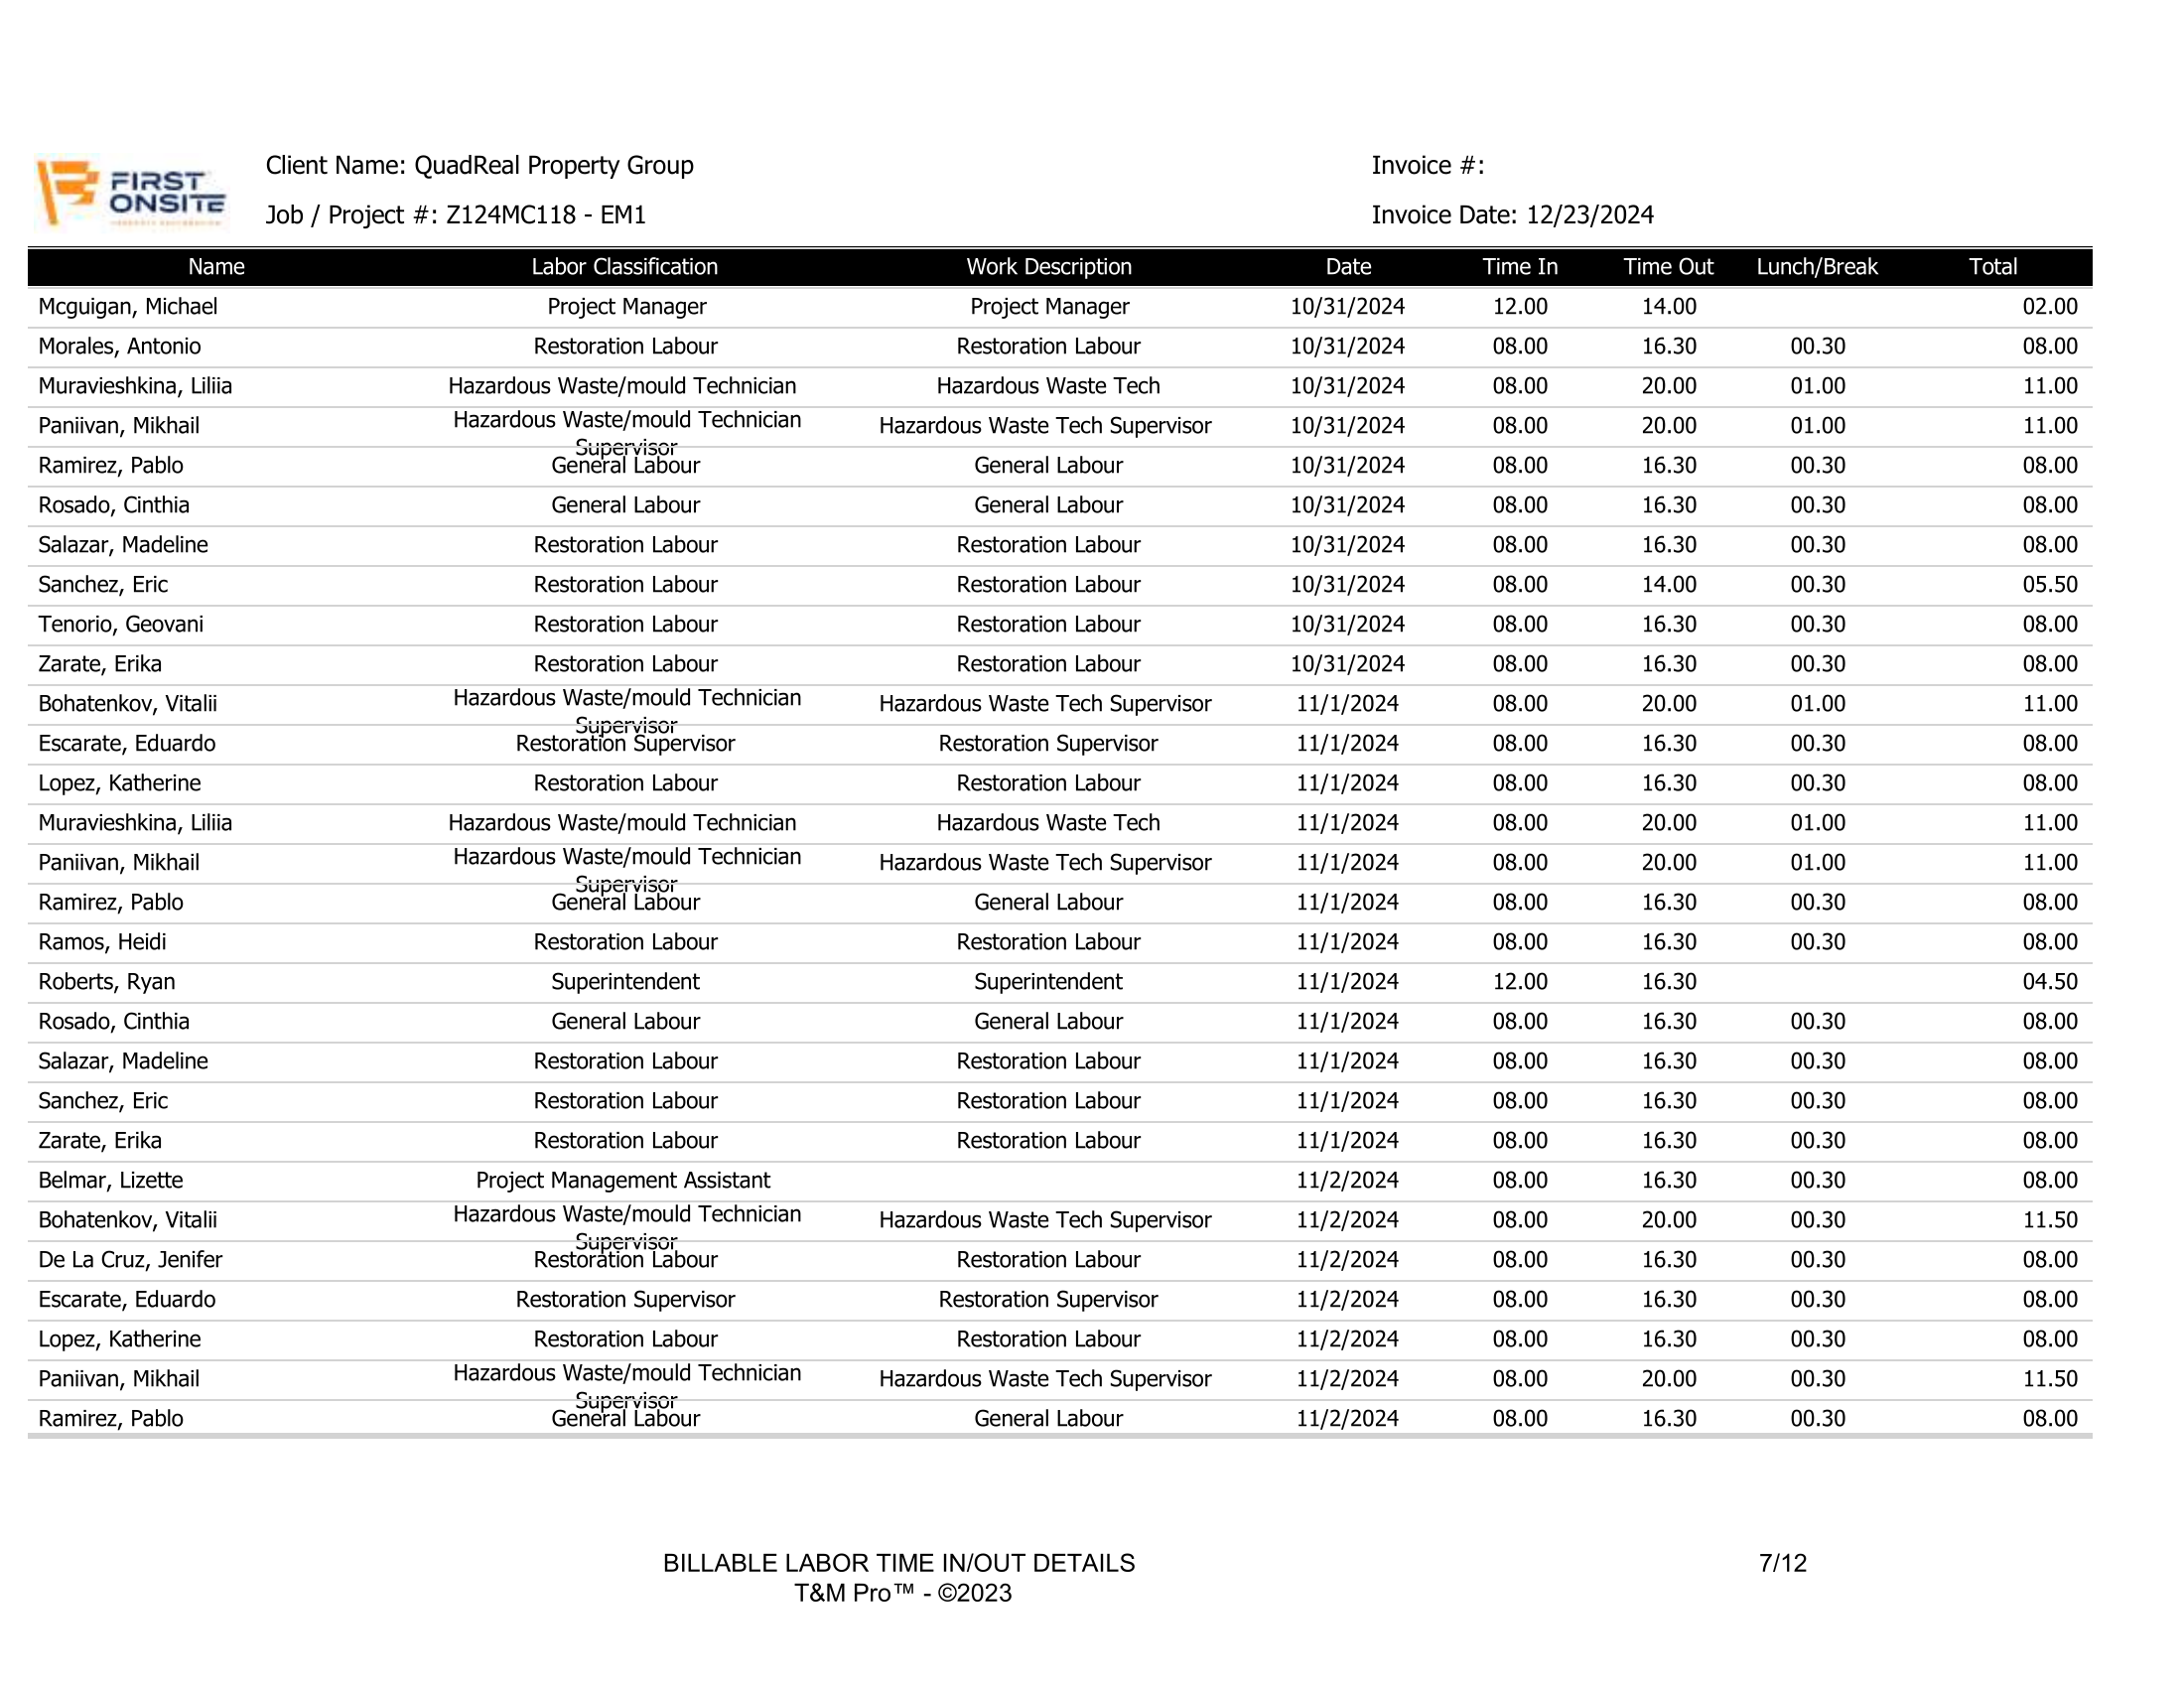 FIRST
ONSITE
Client Name: QuadReal Property Group
Job / Project #: Z124MC118 - EM1
Invoice #:
Invoice Date: 12/23/2024
Name Labor Classification Work Description Date Time In Time Out Lunch/Break Total
Mcguigan, Michael Project Manager Project Manager 10/31/2024 12.00 14.00 02.00
Morales, Antonio Restoration Labour Restoration Labour 10/31/2024 08.00 16.30 00.30 08.00
Muravieshkina, Liliia Hazardous Waste/mould Technician Hazardous Waste Tech 10/31/2024 08.00 20.00 01.00 11.00
Paniivan, Mikhail Hazardous Waste/mould Technician Hazardous Waste Tech Supervisor 10/31/2024 08.00 20.00 01.00 11.00
Supervisor
Ramirez, Pablo General Labour General Labour 10/31/2024 08.00 16.30 00.30 08.00
Rosado, Cinthia General Labour General Labour 10/31/2024 08.00 16.30 00.30 08.00
Salazar, Madeline Restoration Labour Restoration Labour 10/31/2024 08.00 16.30 00.30 08.00
Sanchez, Eric Restoration Labour Restoration Labour 10/31/2024 08.00 14.00 00.30 05.50
Tenorio, Geovani Restoration Labour Restoration Labour 10/31/2024 08.00 16.30 00.30 08.00
Zarate, Erika Restoration Labour Restoration Labour 10/31/2024 08.00 16.30 00.30 08.00
Bohatenkov, Vitalii Hazardous Waste/mould Technician Hazardous Waste Tech Supervisor 11/1/2024 08.00 20.00 01.00 11.00
Supervisor
Escarate, Eduardo Restoration Supervisor Restoration Supervisor 11/1/2024 08.00 16.30 00.30 08.00
Lopez, Katherine Restoration Labour Restoration Labour 11/1/2024 08.00 16.30 00.30 08.00
Muravieshkina, Liliia Hazardous Waste/mould Technician Hazardous Waste Tech 11/1/2024 08.00 20.00 01.00 11.00
Paniivan, Mikhail Hazardous Waste/mould Technician Hazardous Waste Tech Supervisor 11/1/2024 08.00 20.00 01.00 11.00
Supervisor
Ramirez, Pablo General Labour General Labour 11/1/2024 08.00 16.30 00.30 08.00
Ramos, Heidi Restoration Labour Restoration Labour 11/1/2024 08.00 16.30 00.30 08.00
Roberts, Ryan Superintendent Superintendent 11/1/2024 12.00 16.30 04.50
Rosado, Cinthia General Labour General Labour 11/1/2024 08.00 16.30 00.30 08.00
Salazar, Madeline Restoration Labour Restoration Labour 11/1/2024 08.00 16.30 00.30 08.00
Sanchez, Eric Restoration Labour Restoration Labour 11/1/2024 08.00 16.30 00.30 08.00
Zarate, Erika Restoration Labour Restoration Labour 11/1/2024 08.00 16.30 00.30 08.00
Belmar, Lizette Project Management Assistant 11/2/2024 08.00 16.30 00.30 08.00
Bohatenkov, Vitalii Hazardous Waste/mould Technician Hazardous Waste Tech Supervisor 11/2/2024 08.00 20.00 00.30 11.50
Supervisor
De La Cruz, Jenifer Restoration Labour Restoration Labour 11/2/2024 08.00 16.30 00.30 08.00
Escarate, Eduardo Restoration Supervisor Restoration Supervisor 11/2/2024 08.00 16.30 00.30 08.00
Lopez, Katherine Restoration Labour Restoration Labour 11/2/2024 08.00 16.30 00.30 08.00
Paniivan, Mikhail Hazardous Waste/mould Technician Hazardous Waste Tech Supervisor 11/2/2024 08.00 20.00 00.30 11.50
Supervisor
Ramirez, Pablo General Labour General Labour 11/2/2024 08.00 16.30 00.30 08.00
BILLABLE LABOR TIME IN/OUT DETAILS 7/12
T&M Pro™ - ©2023